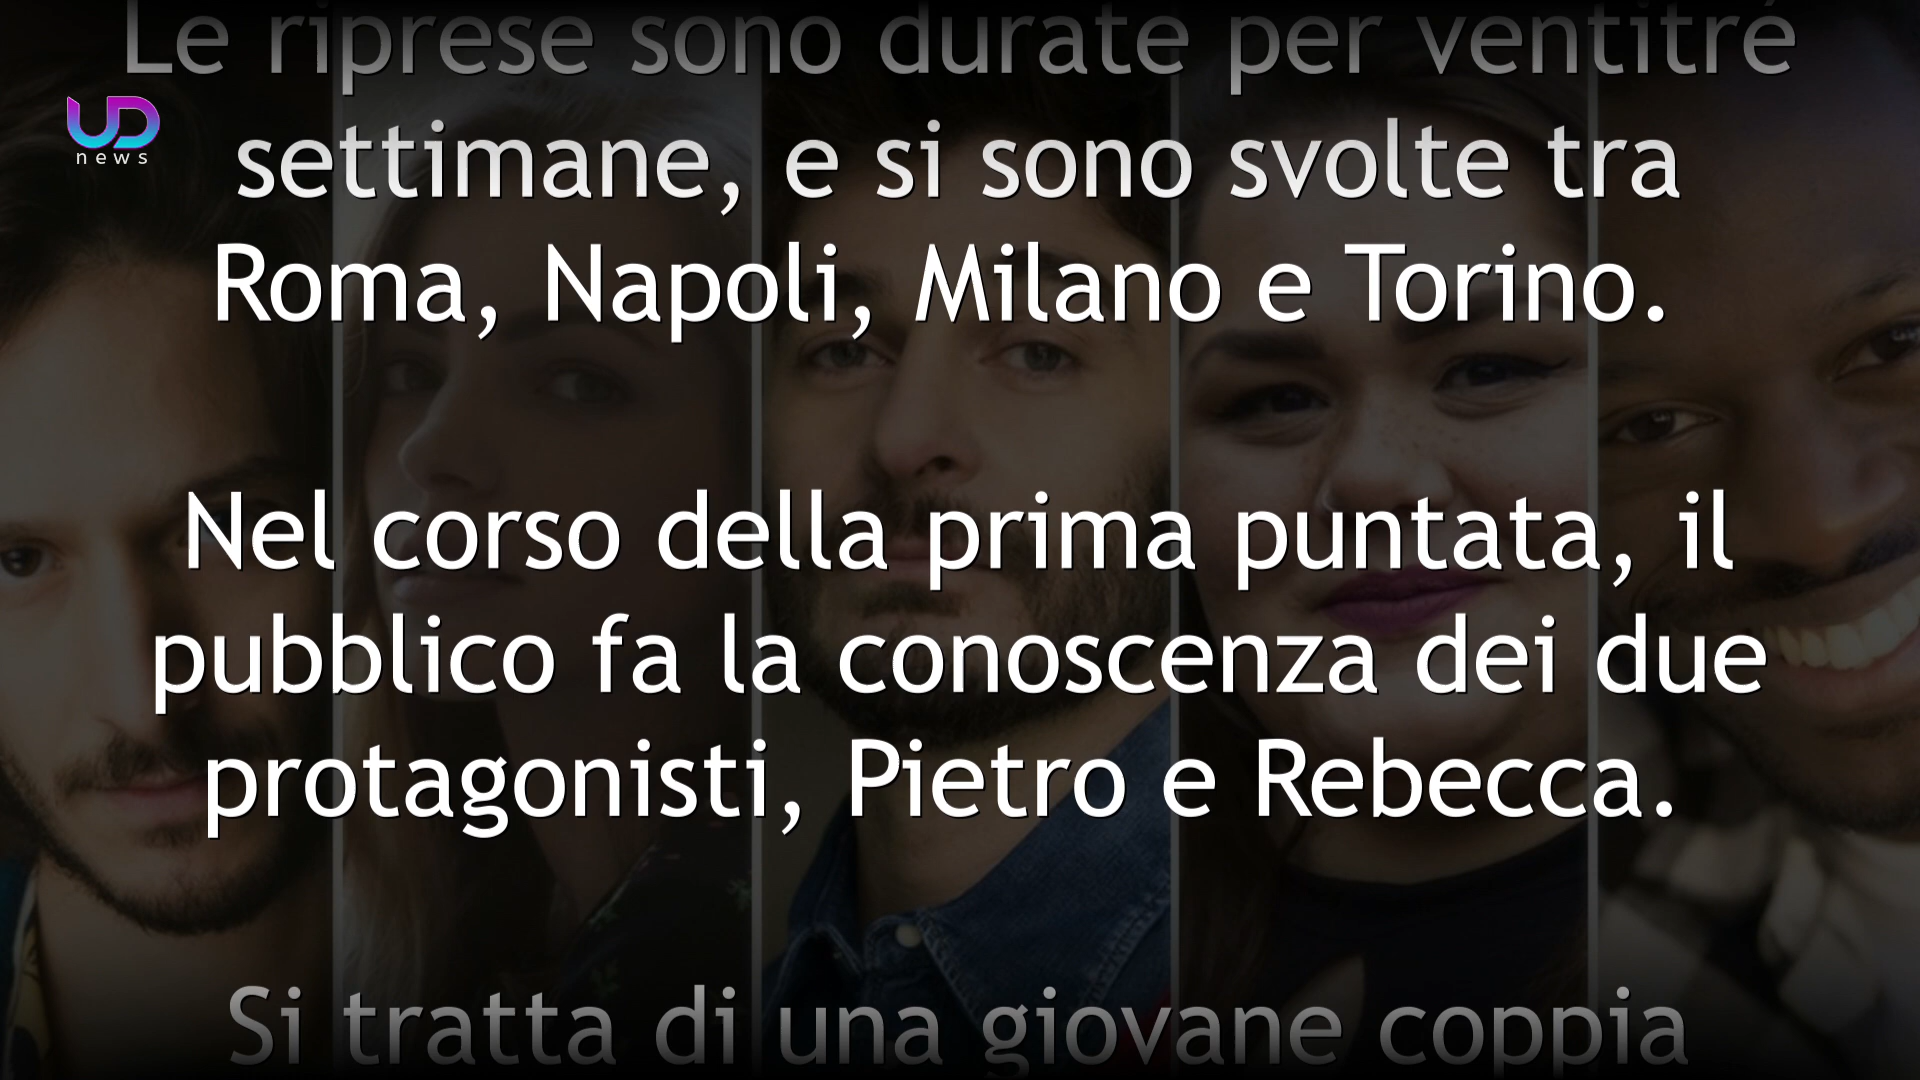 Le riprese sono durate per ventitré
UD
news
settimane, e si sono svolte tra
Roma, Napoli, Milano e Torino.
Nel corso della prima puntata, il
pubblico fa la conoscenza dei due
protagonisti, Pietro e Rebecca.
Si tratta di una giovane coppia